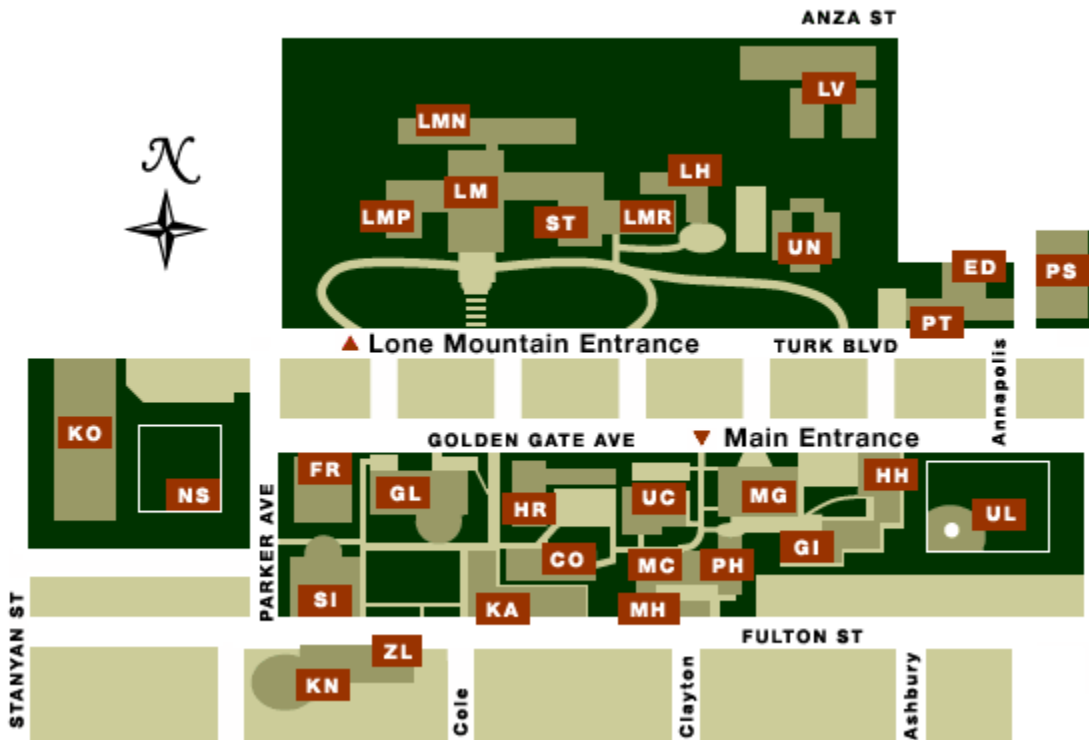 ANZA ST
LV
N
LMN
LH
LM
LMP
ST
LMR
UN
ED
PS
PT
▲ Lone Mountain Entrance
TURK BLVD
Annapolis
KO
GOLDEN GATE AVE
▼ Main Entrance
FR
GL
NS
HR
UC
MG
HH
UL
PARKER AVE
CO
MC
PH
GI
SI
KA
MH
STANYAN ST
FULTON ST
ZL
KN
Cole
Clayton
Ashbury